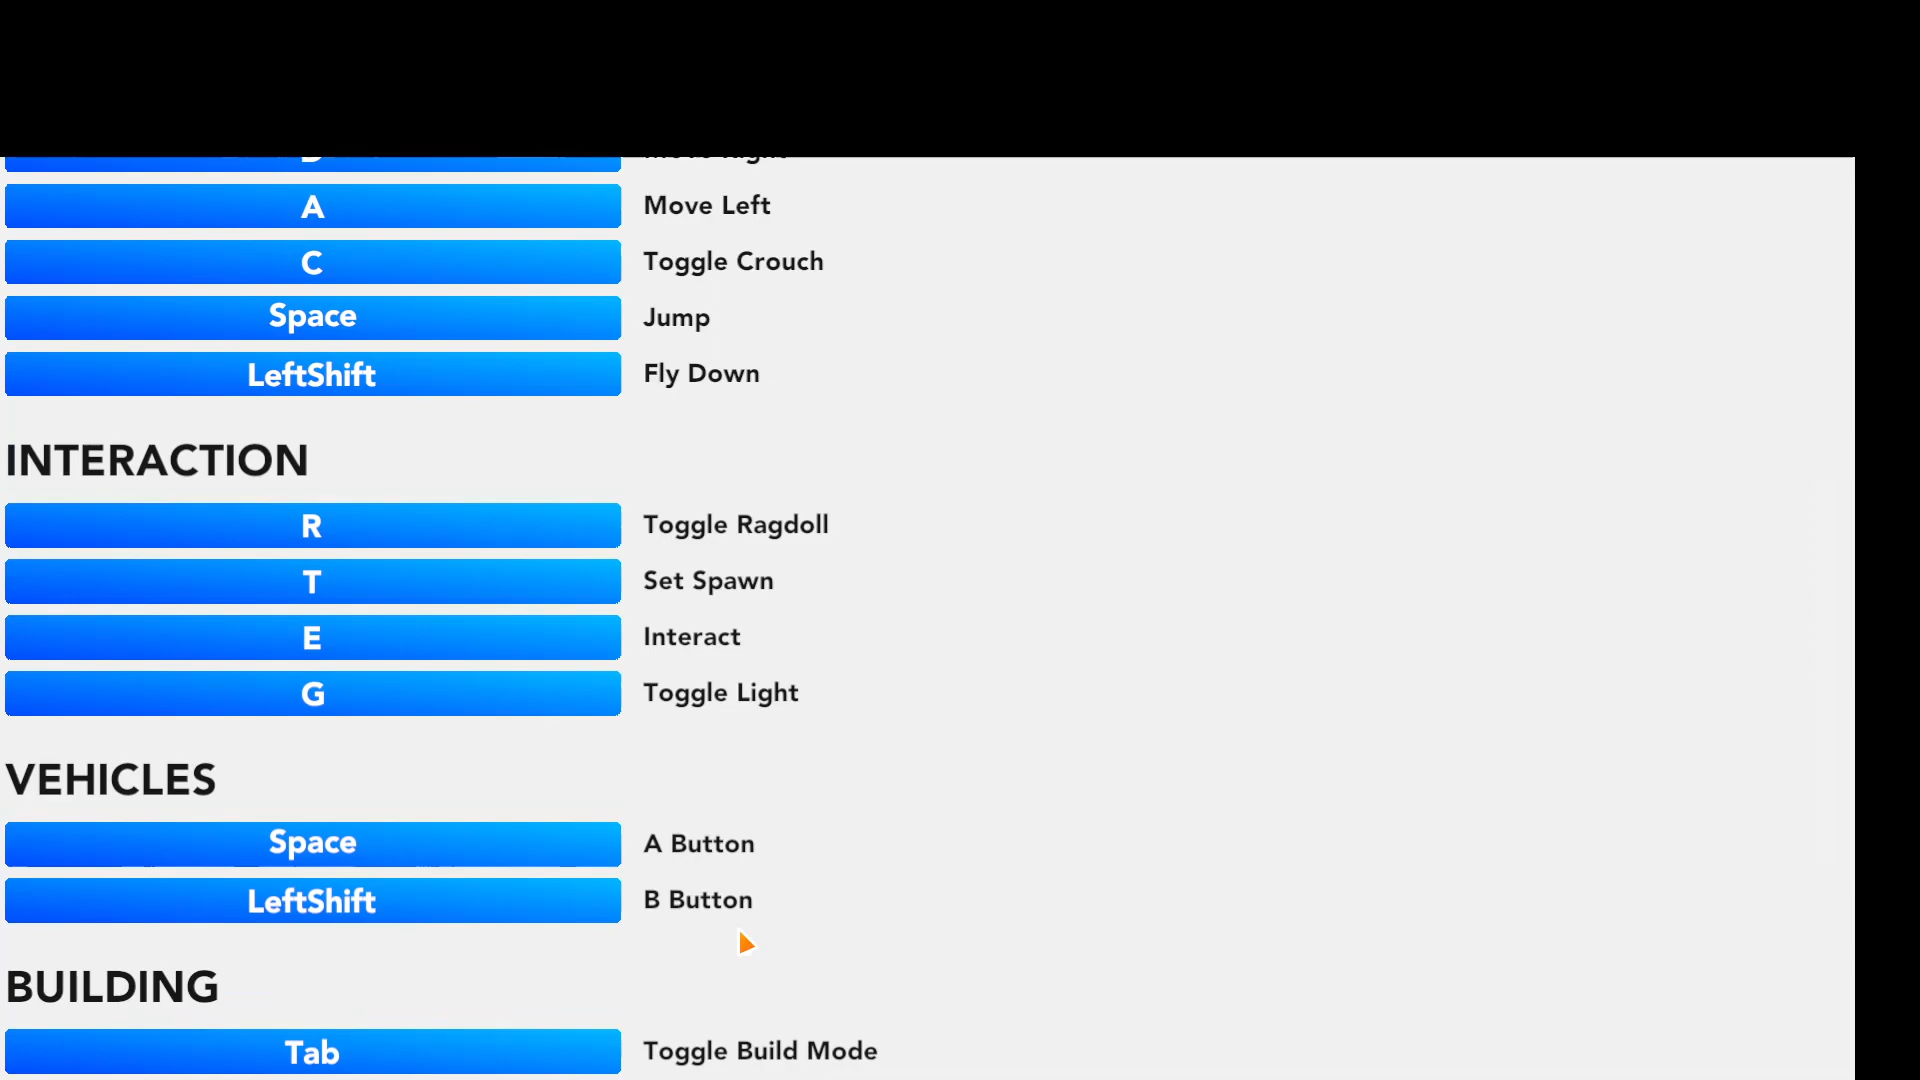 A Move Left
C Toggle Crouch
Space Jump
LeftShift Fly Down
INTERACTION
R Toggle Ragdoll
T Set Spawn
E Interact
G Toggle Light
VEHICLES
Space A Button
LeftShift B Button
BUILDING
Tab Toggle Build Mode